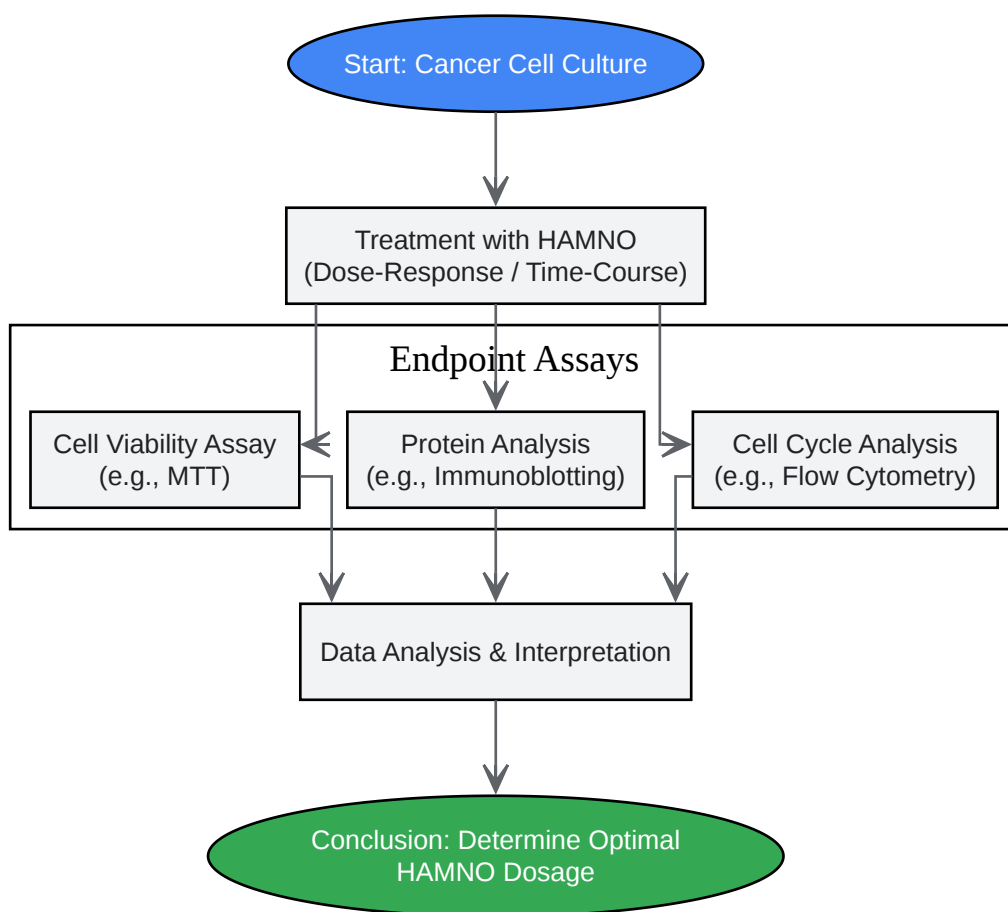 Start: Cancer Cell Culture
Treatment with HAMNO
(Dose-Response / Time-Course)
Endpoint Assays
Cell Viability Assay
(e.g., MTT)
Protein Analysis
(e.g., Immunoblotting)
Cell Cycle Analysis
(e.g., Flow Cytometry)
Data Analysis & Interpretation
Conclusion: Determine Optimal
HAMNO Dosage